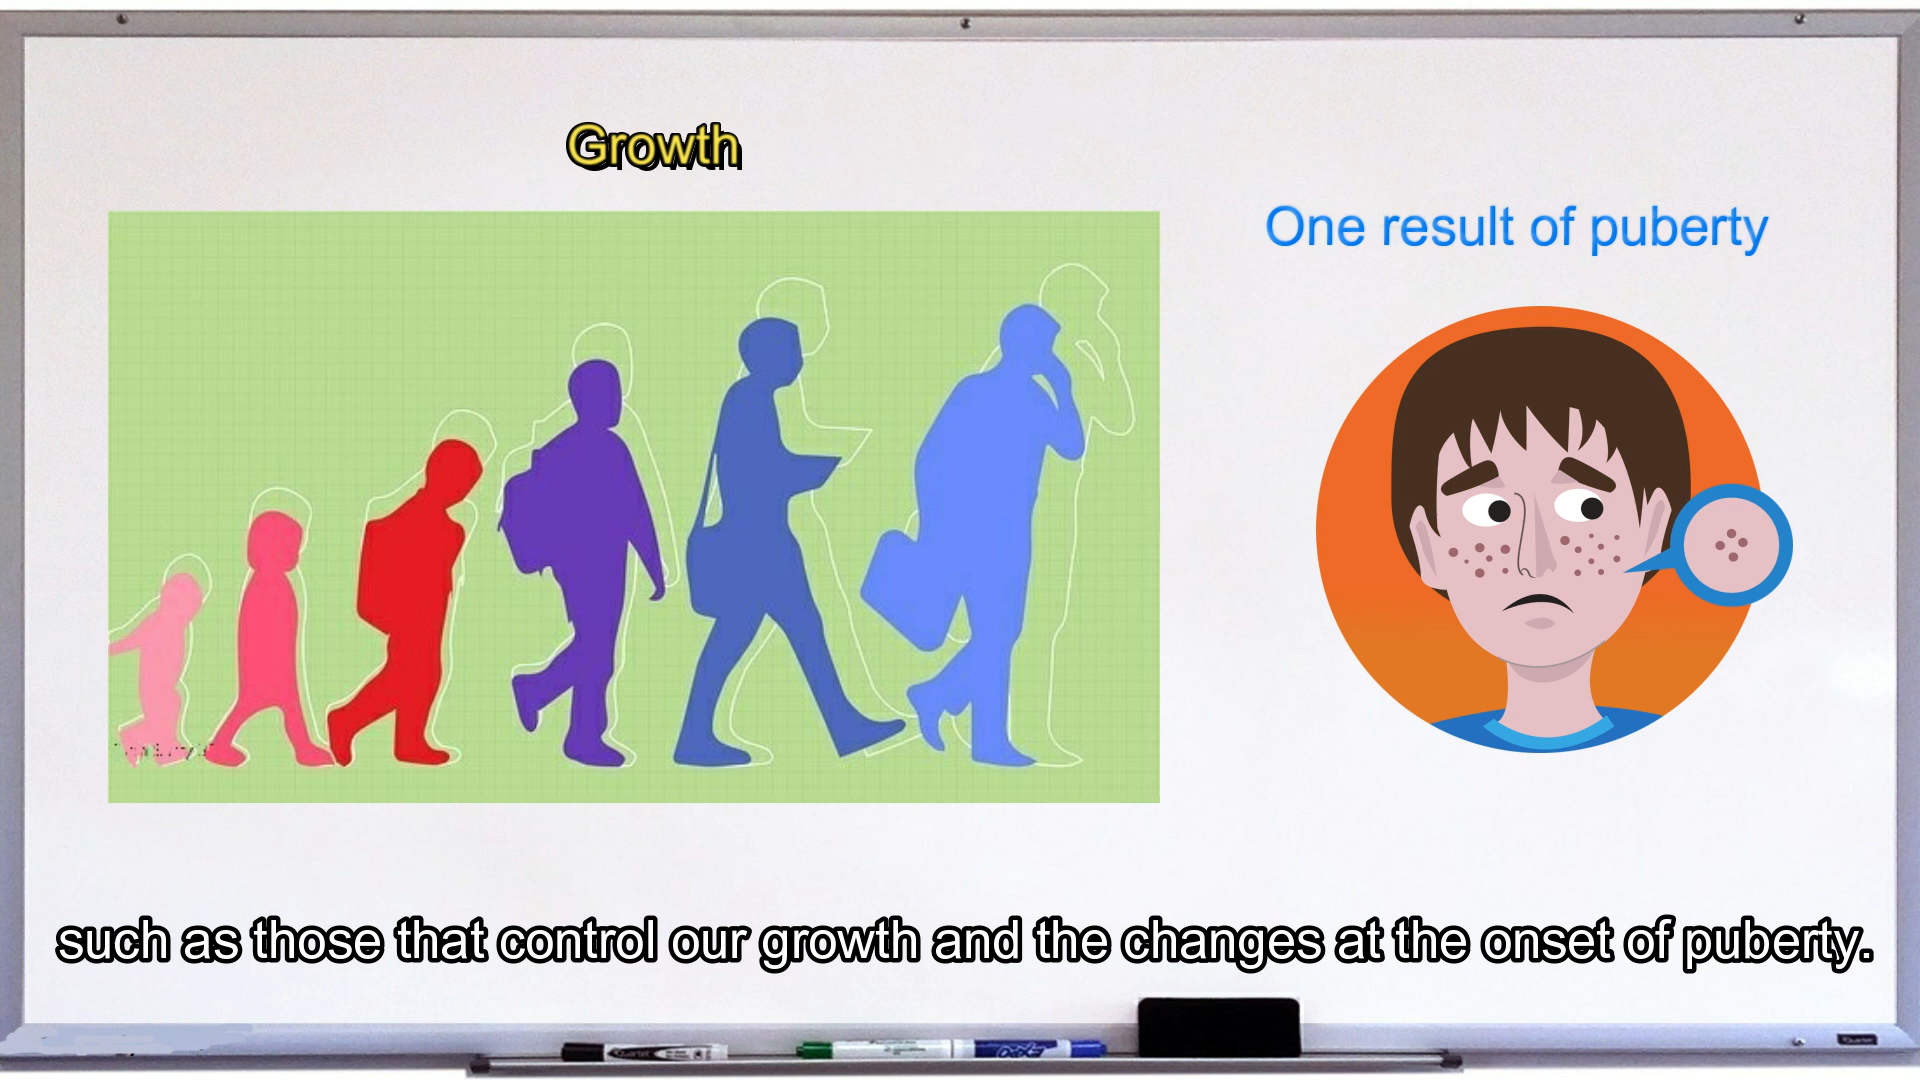 Growth
One result of puberty
such as those that control our growth and the changes at the onset of puberty.
Quartet